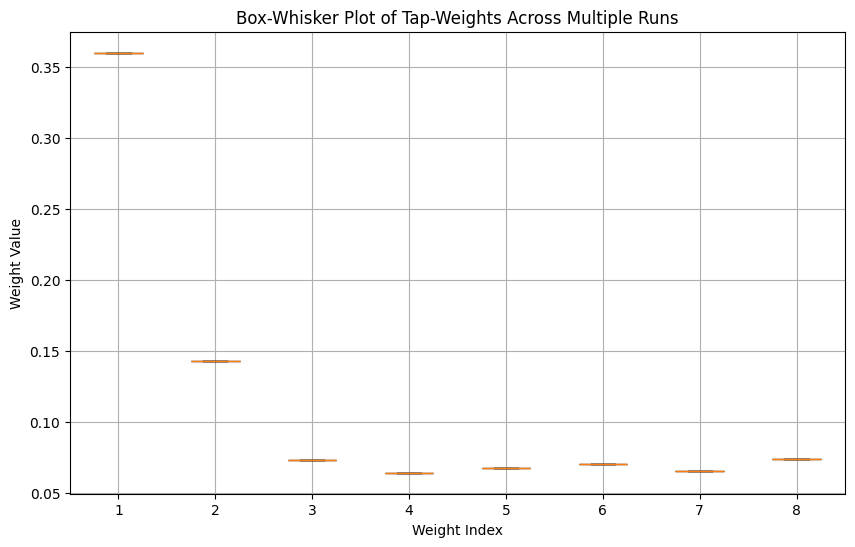 Box-Whisker Plot of Tap-Weights Across Multiple Runs
Weight Value
0.35
0.30
0.25
0.20
0.15
0.10
0.05
1 2 3 4 5 6 7 8
Weight Index